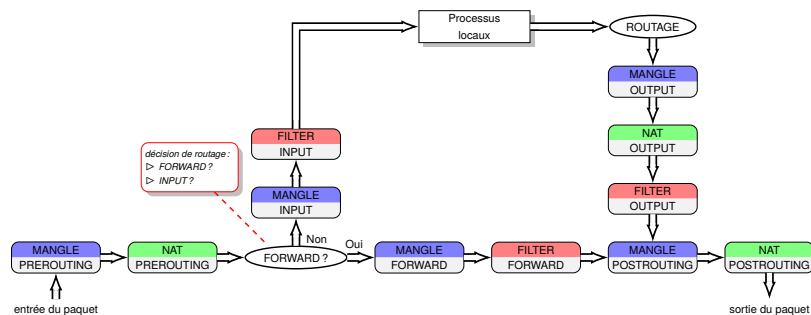 Processus
locaux
ROUTAGE
MANGLE
OUTPUT
NAT
OUTPUT
FILTER
OUTPUT
FILTER
INPUT
MANGLE
INPUT
décision de routage :
▷ FORWARD ?
▷ INPUT ?
Non
Oui
MANGLE
PREROUTING
NAT
PREROUTING
FORWARD ?
MANGLE
FORWARD
FILTER
FORWARD
MANGLE
POSTROUTING
NAT
POSTROUTING
entrée du paquet
sortie du paquet